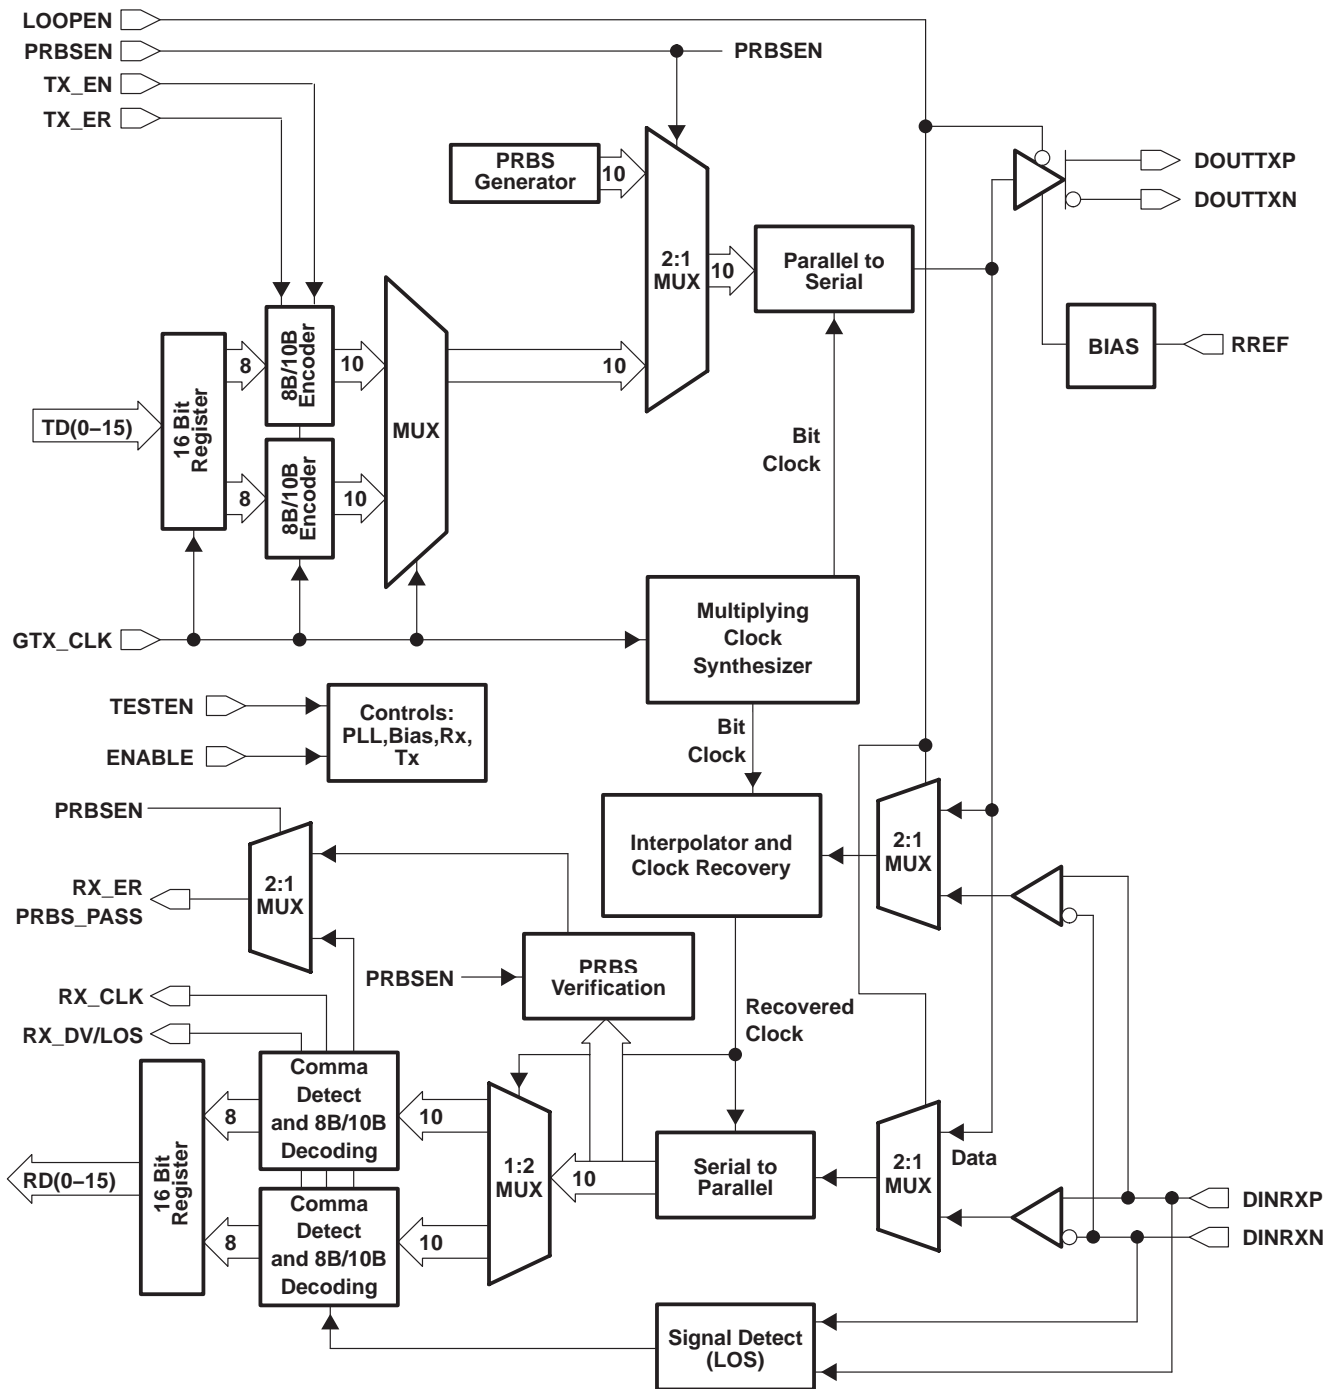 LOOPEN
PRBSEN
PRBSEN
TX_EN
TX_ER
PRBS
Generator
10
DOUTTXP
DOUTTXN
2:1
MUX
10
Parallel to
Serial
8B/10B
Encoder
8
10
10
BIAS
RREF
TD(0–15)
16 Bit
Register
MUX
Bit
Clock
8B/10B
Encoder
8
10
GTX_CLK
Multiplying
Clock
Synthesizer
TESTEN
ENABLE
Controls:
PLL,Bias,Rx,
Tx
Bit
Clock
PRBSEN
2:1
MUX
RX_ER
PRBS_PASS
Interpolator and
Clock Recovery
2:1
MUX
PRBSEN
PRBS
Verification
RX_CLK
RX_DV/LOS
Recovered
Clock
Comma
Detect
and 8B/10B
Decoding
8
10
RD(0–15)
16 Bit
Register
1:2
MUX
10
Serial to
Parallel
2:1
MUX
Data
DINRXP
DINRXN
Comma
Detect
and 8B/10B
Decoding
8
10
Signal Detect
(LOS)